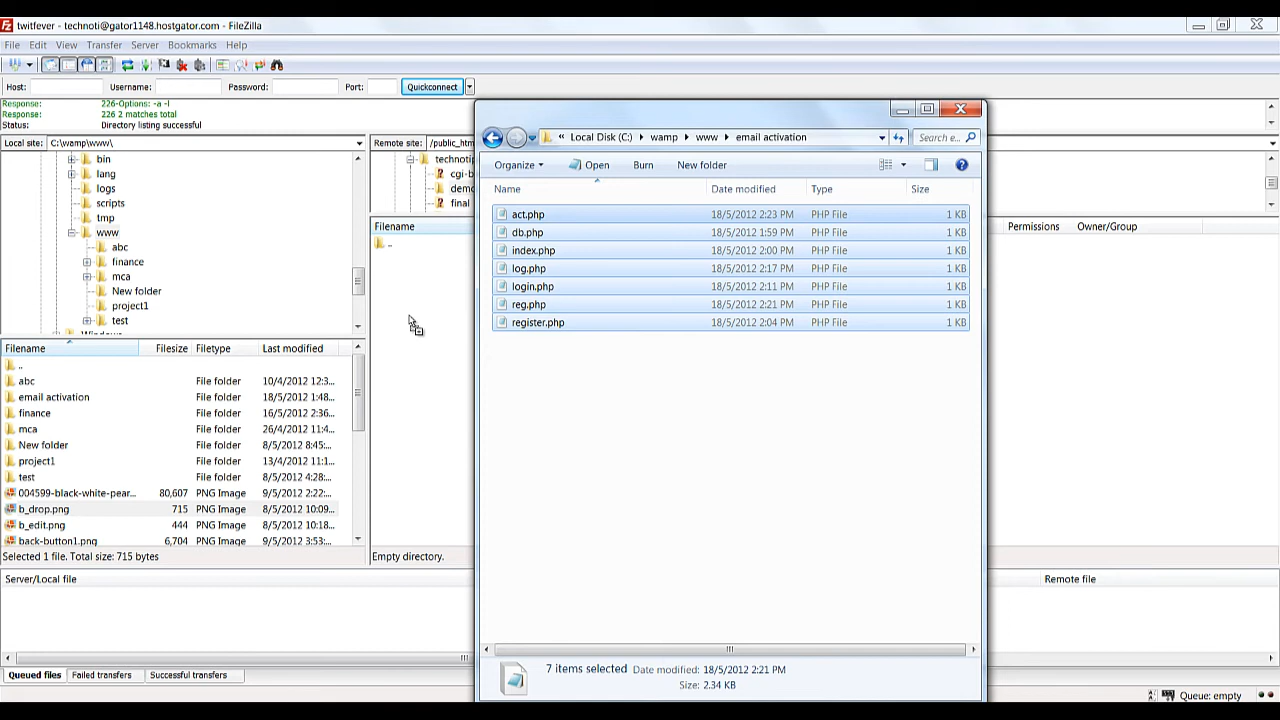 twitfever - technoti@gator1148.hostgator.com - FileZilla
File Edit View Transfer Server Bookmarks Help
Host: Username: Password: Port: Quickconnect
Response: 226-Options: -a -l
Response: 226 2 matches total
Status: Directory listing successful
Local site: C:\wamp\www\
bin
lang
logs
scripts
tmp
www
abc
finance
mca
New folder
project1
test
Filename Filesize Filetype Last modified
..
abc File folder 10/4/2012 12:3...
email activation File folder 18/5/2012 1:48...
finance File folder 16/5/2012 2:36...
mca File folder 26/4/2012 11:4...
New folder File folder 8/5/2012 8:45:...
project1 File folder 13/4/2012 11:1...
test File folder 8/5/2012 4:28:...
004599-black-white-pear... 80,607 PNG Image 9/5/2012 2:22:...
b_drop.png 715 PNG Image 8/5/2012 10:09...
b_edit.png 444 PNG Image 8/5/2012 10:18...
back-button1.png 6,704 PNG Image 9/5/2012 3:53:...
Selected 1 file. Total size: 715 bytes
Remote site: /public_htm
technotip
cgi-b
demo
final
Filename
..
Permissions Owner/Group
Empty directory.
« Local Disk (C:) wamp www email activation Search e...
Organize Open Burn New folder
Name Date modified Type Size
act.php 18/5/2012 2:23 PM PHP File 1 KB
db.php 18/5/2012 1:59 PM PHP File 1 KB
index.php 18/5/2012 2:00 PM PHP File 1 KB
log.php 18/5/2012 2:17 PM PHP File 1 KB
login.php 18/5/2012 2:11 PM PHP File 1 KB
reg.php 18/5/2012 2:21 PM PHP File 1 KB
register.php 18/5/2012 2:04 PM PHP File 1 KB
7 items selected Date modified: 18/5/2012 2:21 PM
Size: 2.34 KB
Server/Local file Remote file
Queued files Failed transfers Successful transfers
Queue: empty